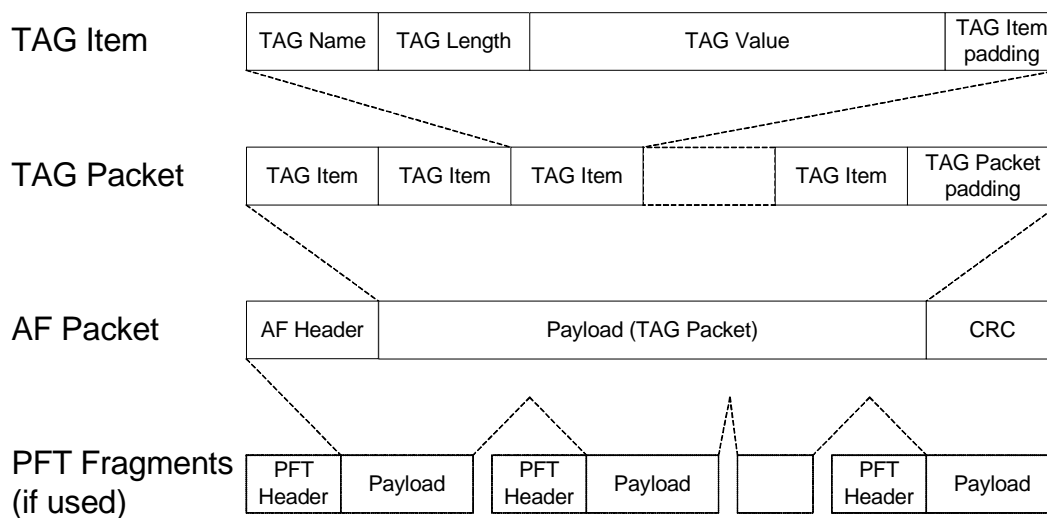 TAG Item
TAG Name
TAG Length
TAG Value
TAG Item
padding
TAG Packet
TAG Item
TAG Item
TAG Item
TAG Item
TAG Packet
padding
AF Packet
AF Header
Payload (TAG Packet)
CRC
PFT Fragments
(if used)
PFT
Header
Payload
PFT
Header
Payload
PFT
Header
Payload